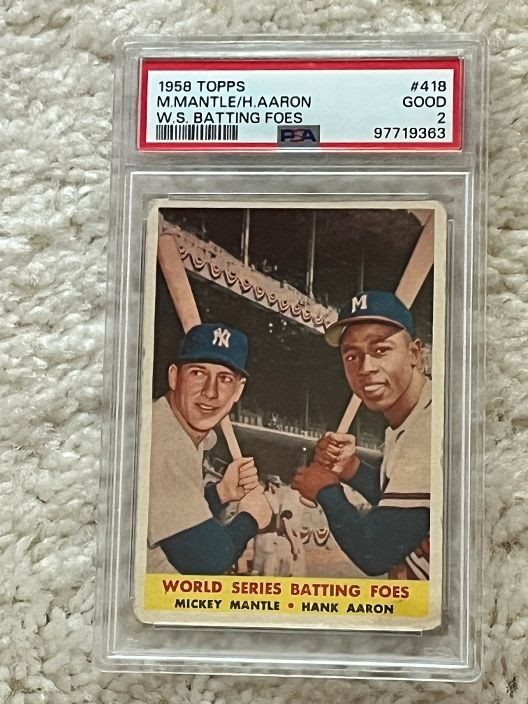 1958 TOPPS #418
M.MANTLE/H.AARON GOOD
W.S. BATTING FOES 2
PSA 97719363
NY
M
WORLD SERIES BATTING FOES
MICKEY MANTLE • HANK AARON